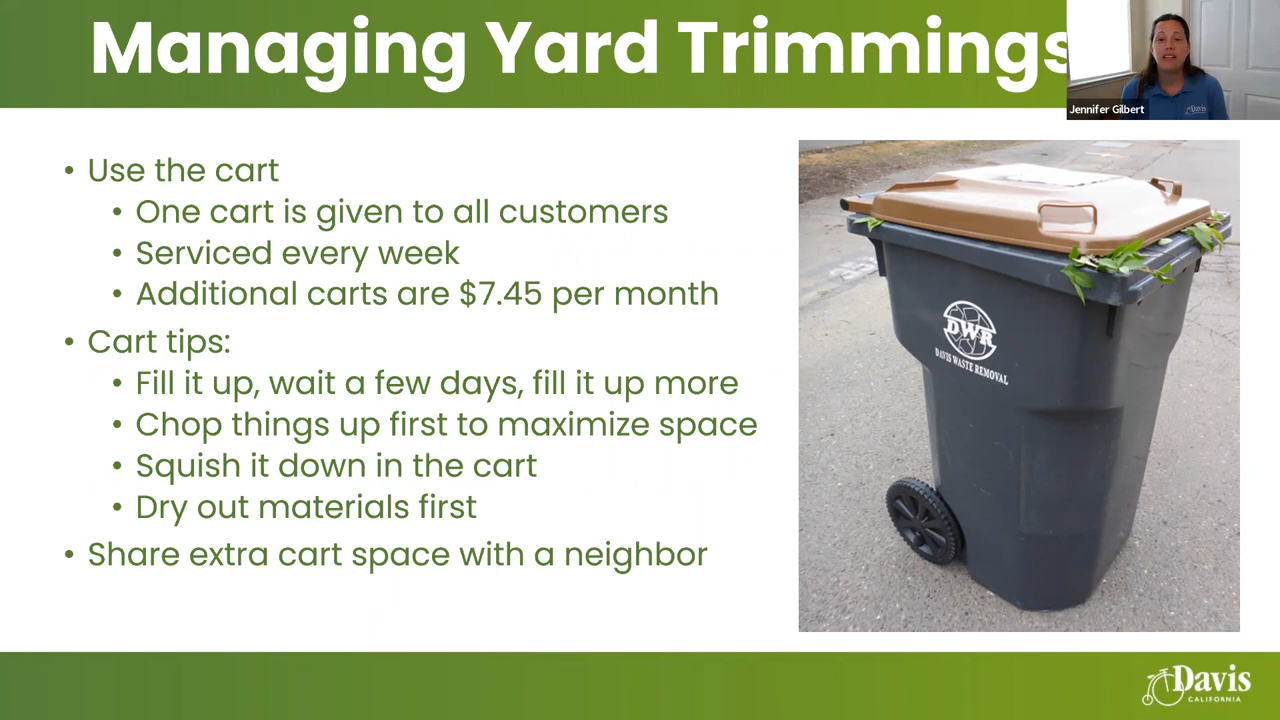 Managing Yard Trimmings
Jennifer Gilbert
Davis
• Use the cart
• One cart is given to all customers
• Serviced every week
• Additional carts are $7.45 per month
• Cart tips:
• Fill it up, wait a few days, fill it up more
• Chop things up first to maximize space
• Squish it down in the cart
• Dry out materials first
• Share extra cart space with a neighbor
DWR
DAVIS WASTE REMOVAL
Davis
CALIFORNIA